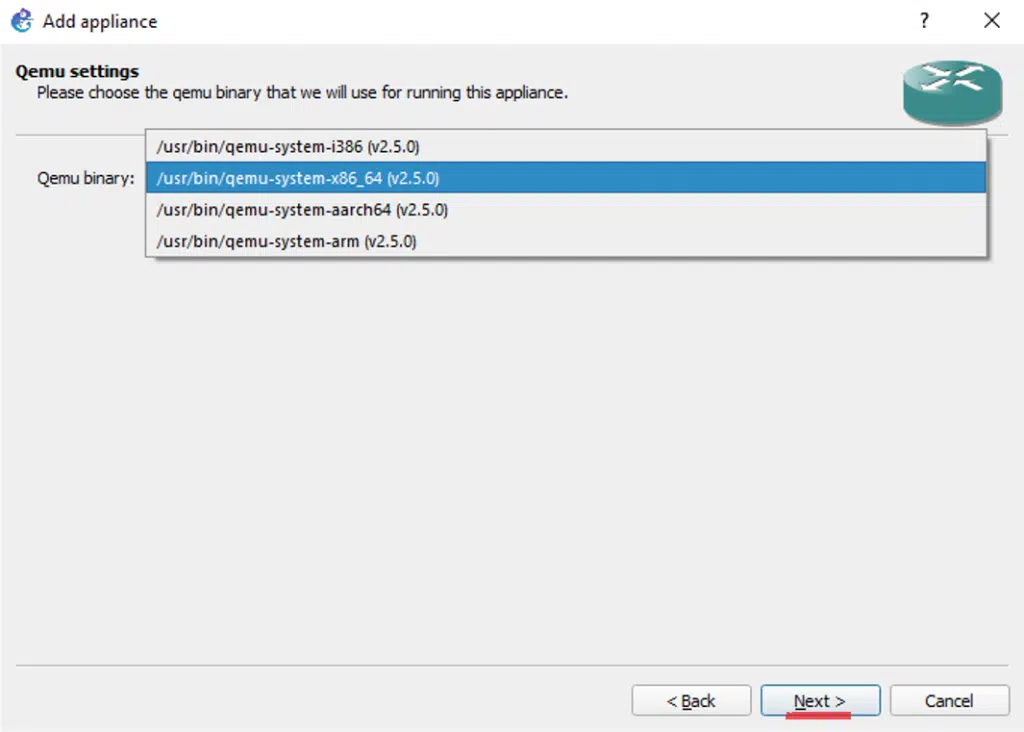 Add appliance
?
Qemu settings
Please choose the qemu binary that we will use for running this appliance.
/usr/bin/qemu-system-i386 (v2.5.0)
Qemu binary: /usr/bin/qemu-system-x86_64 (v2.5.0)
/usr/bin/qemu-system-aarch64 (v2.5.0)
/usr/bin/qemu-system-arm (v2.5.0)
< Back Next > Cancel